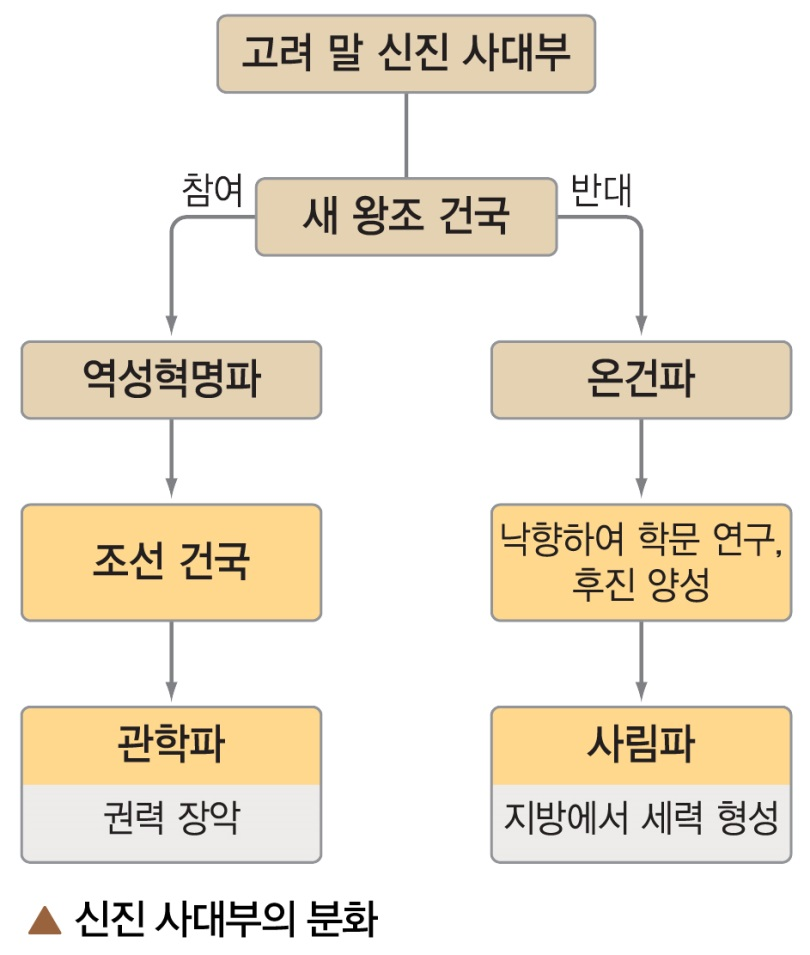 고려 말 신진 사대부
참여
새 왕조 건국
반대
역성혁명파
온건파
조선 건국
낙향하여 학문 연구,
후진 양성
관학파
권력 장악
사림파
지방에서 세력 형성
▲ 신진 사대부의 분화